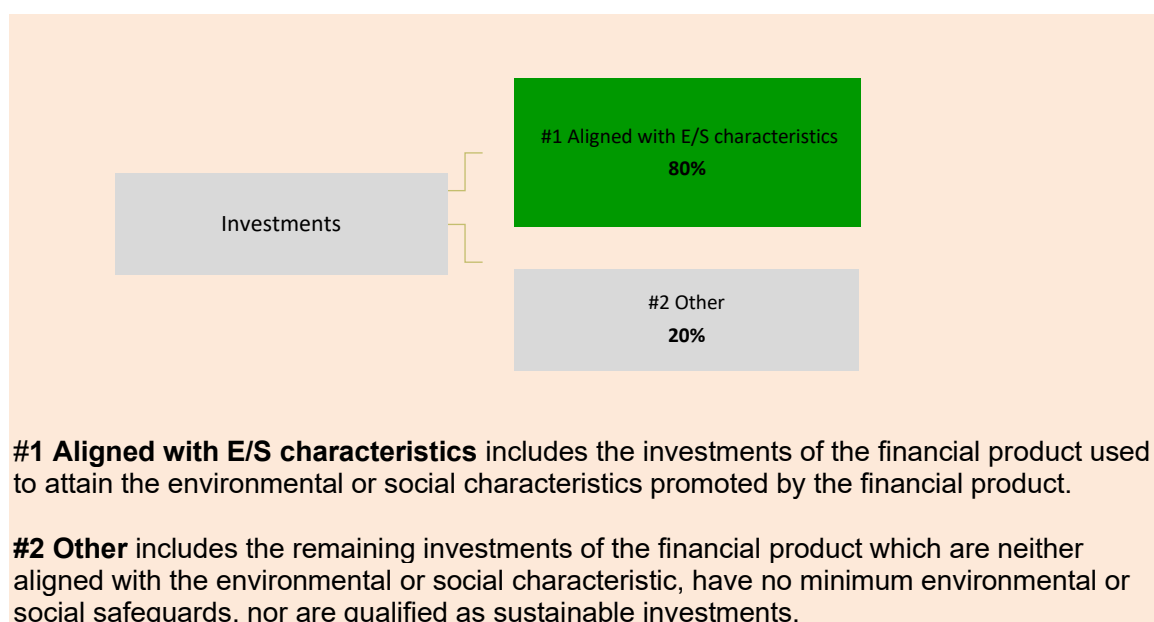 #1 Aligned with E/S characteristics
80%
Investments
#2 Other
20%
#1 Aligned with E/S characteristics includes the investments of the financial product used
to attain the environmental or social characteristics promoted by the financial product.
#2 Other includes the remaining investments of the financial product which are neither
aligned with the environmental or social characteristic, have no minimum environmental or
social safeguards, nor are qualified as sustainable investments.